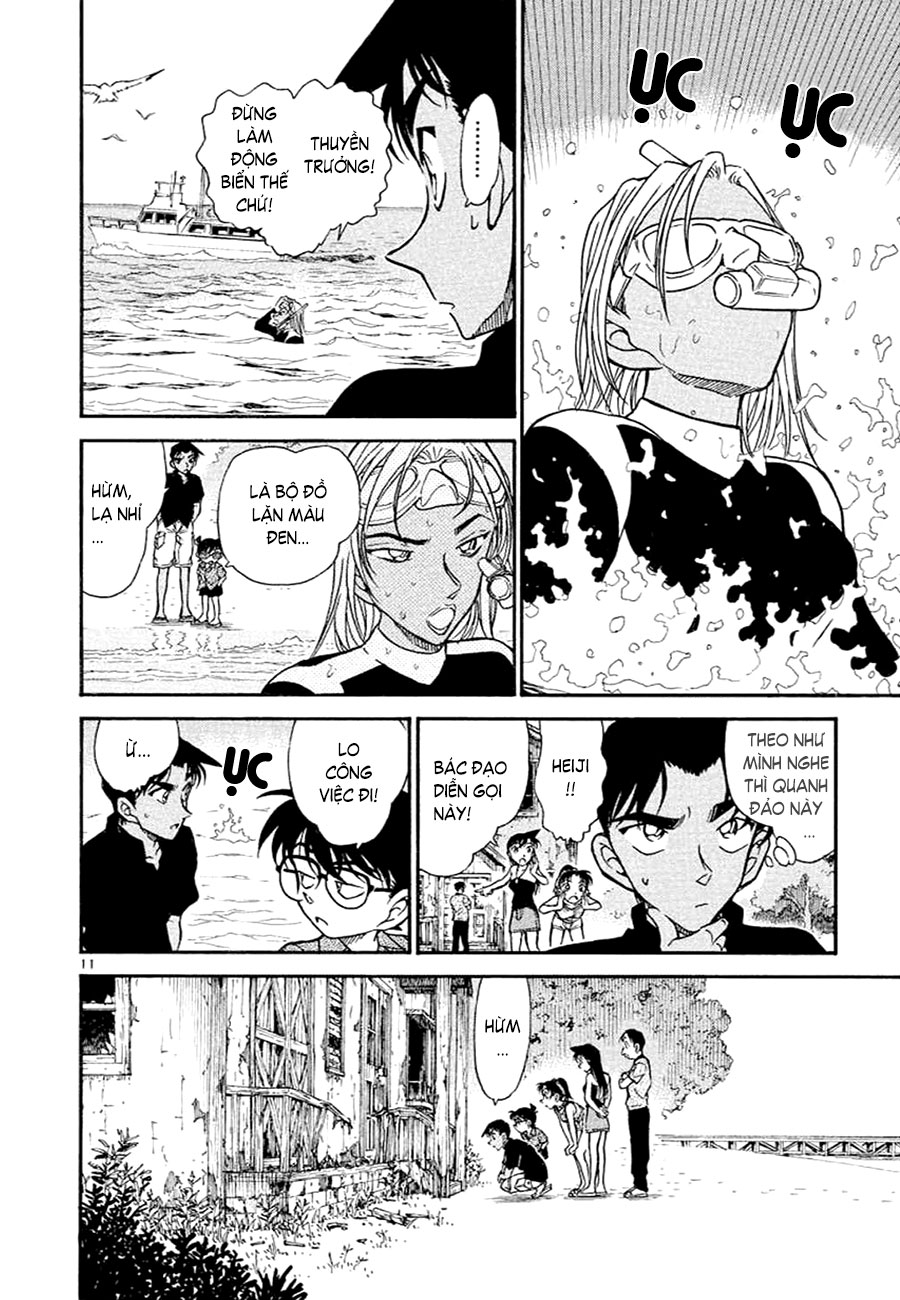 ỤC
ỤC
.........
THUYỀN
TRƯỞNG!
ĐỪNG
LÀM
ĐỘNG
BIỂN THẾ
CHỨ!
LÀ BỘ ĐỒ
LẶN MÀU
ĐEN...
HỪM,
LẠ NHỈ
...
THEO NHƯ
MÌNH NGHE
THÌ QUANH
ĐẢO NÀY
...
HEIJI
!!
BÁC ĐẠO
DIỄN GỌI
NÀY!
LO
CÔNG
VIỆC ĐI!
ỤC
Ừ...
11
HỪM
...